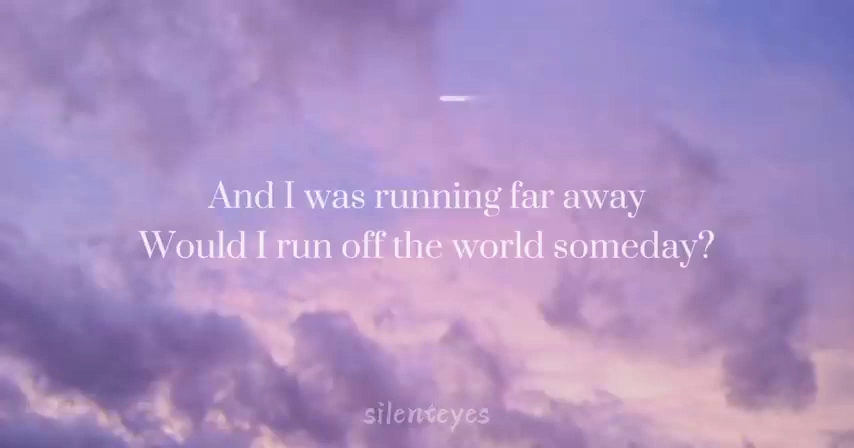 And I was running far away
Would I run off the world someday?
silenteyes